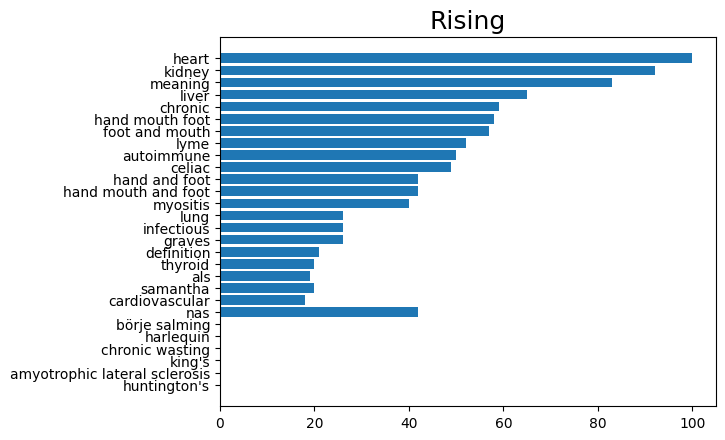 Rising
heart
kidney
meaning
liver
chronic
hand mouth foot
foot and mouth
lyme
autoimmune
celiac
hand and foot
hand mouth and foot
myositis
lung
infectious
graves
definition
thyroid
als
samantha
cardiovascular
nas
börje salming
harlequin
chronic wasting
king's
amyotrophic lateral sclerosis
huntington's
0 20 40 60 80 100